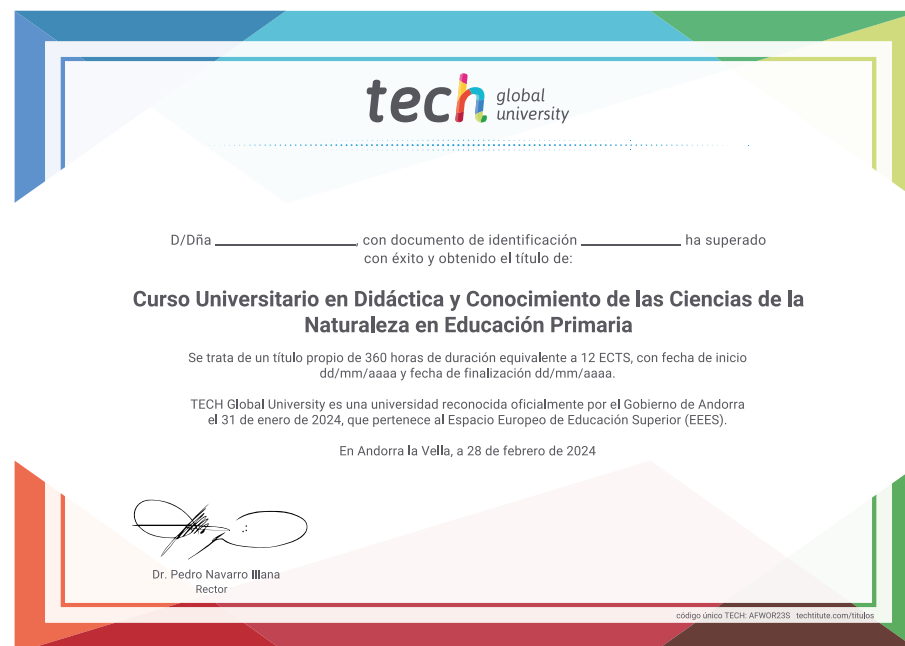 tech global university
D/Dña ____________________, con documento de identificación ______________ ha superado
con éxito y obtenido el título de:
Curso Universitario en Didáctica y Conocimiento de las Ciencias de la
Naturaleza en Educación Primaria
Se trata de un título propio de 360 horas de duración equivalente a 12 ECTS, con fecha de inicio
dd/mm/aaaa y fecha de finalización dd/mm/aaaa.
TECH Global University es una universidad reconocida oficialmente por el Gobierno de Andorra
el 31 de enero de 2024, que pertenece al Espacio Europeo de Educación Superior (EEES).
En Andorra la Vella, a 28 de febrero de 2024
Dr. Pedro Navarro Illana
Rector
código único TECH: AFWOR23S techtitute.com/titulos